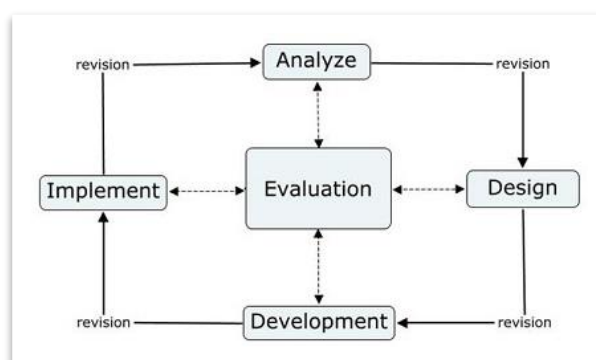 revision
Analyze
revision
Implement
Evaluation
Design
revision
Development
revision